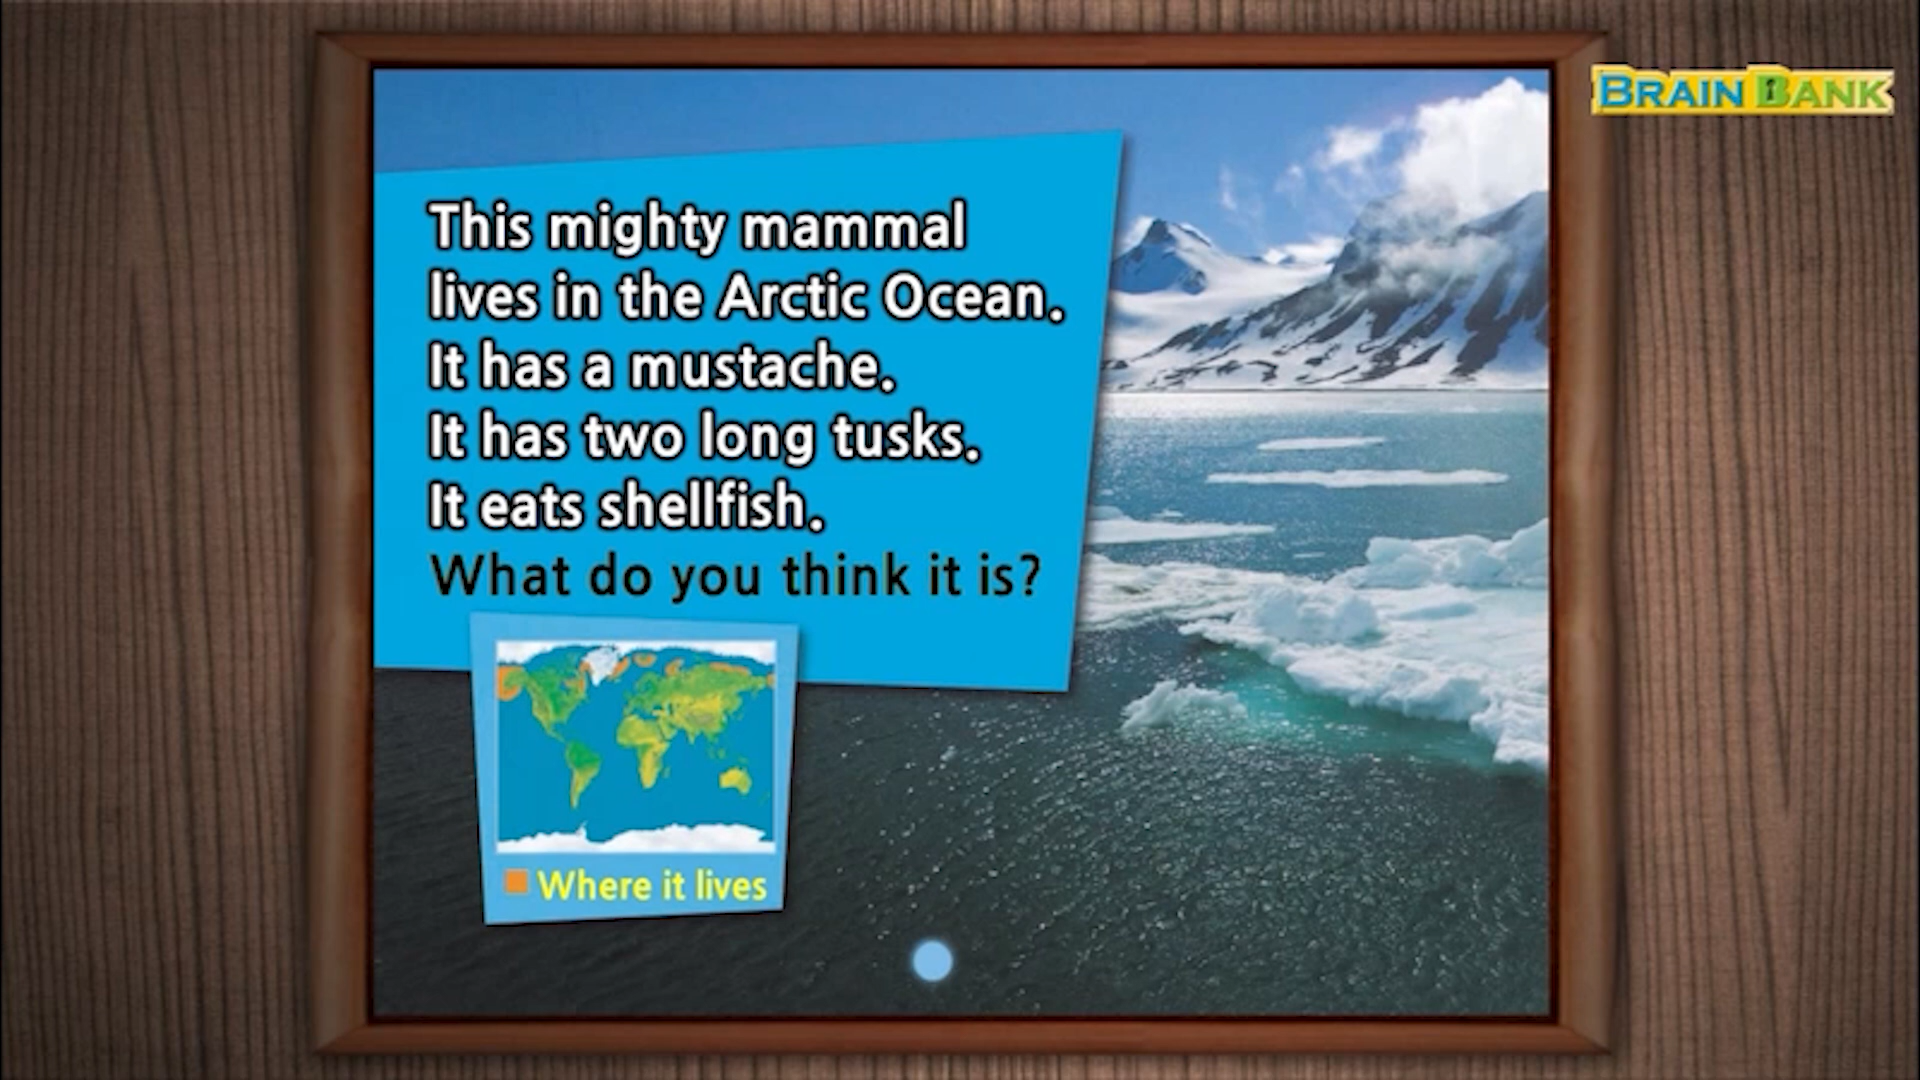 BRAIN BANK
This mighty mammal
lives in the Arctic Ocean.
It has a mustache.
It has two long tusks.
It eats shellfish.
What do you think it is?
Where it lives